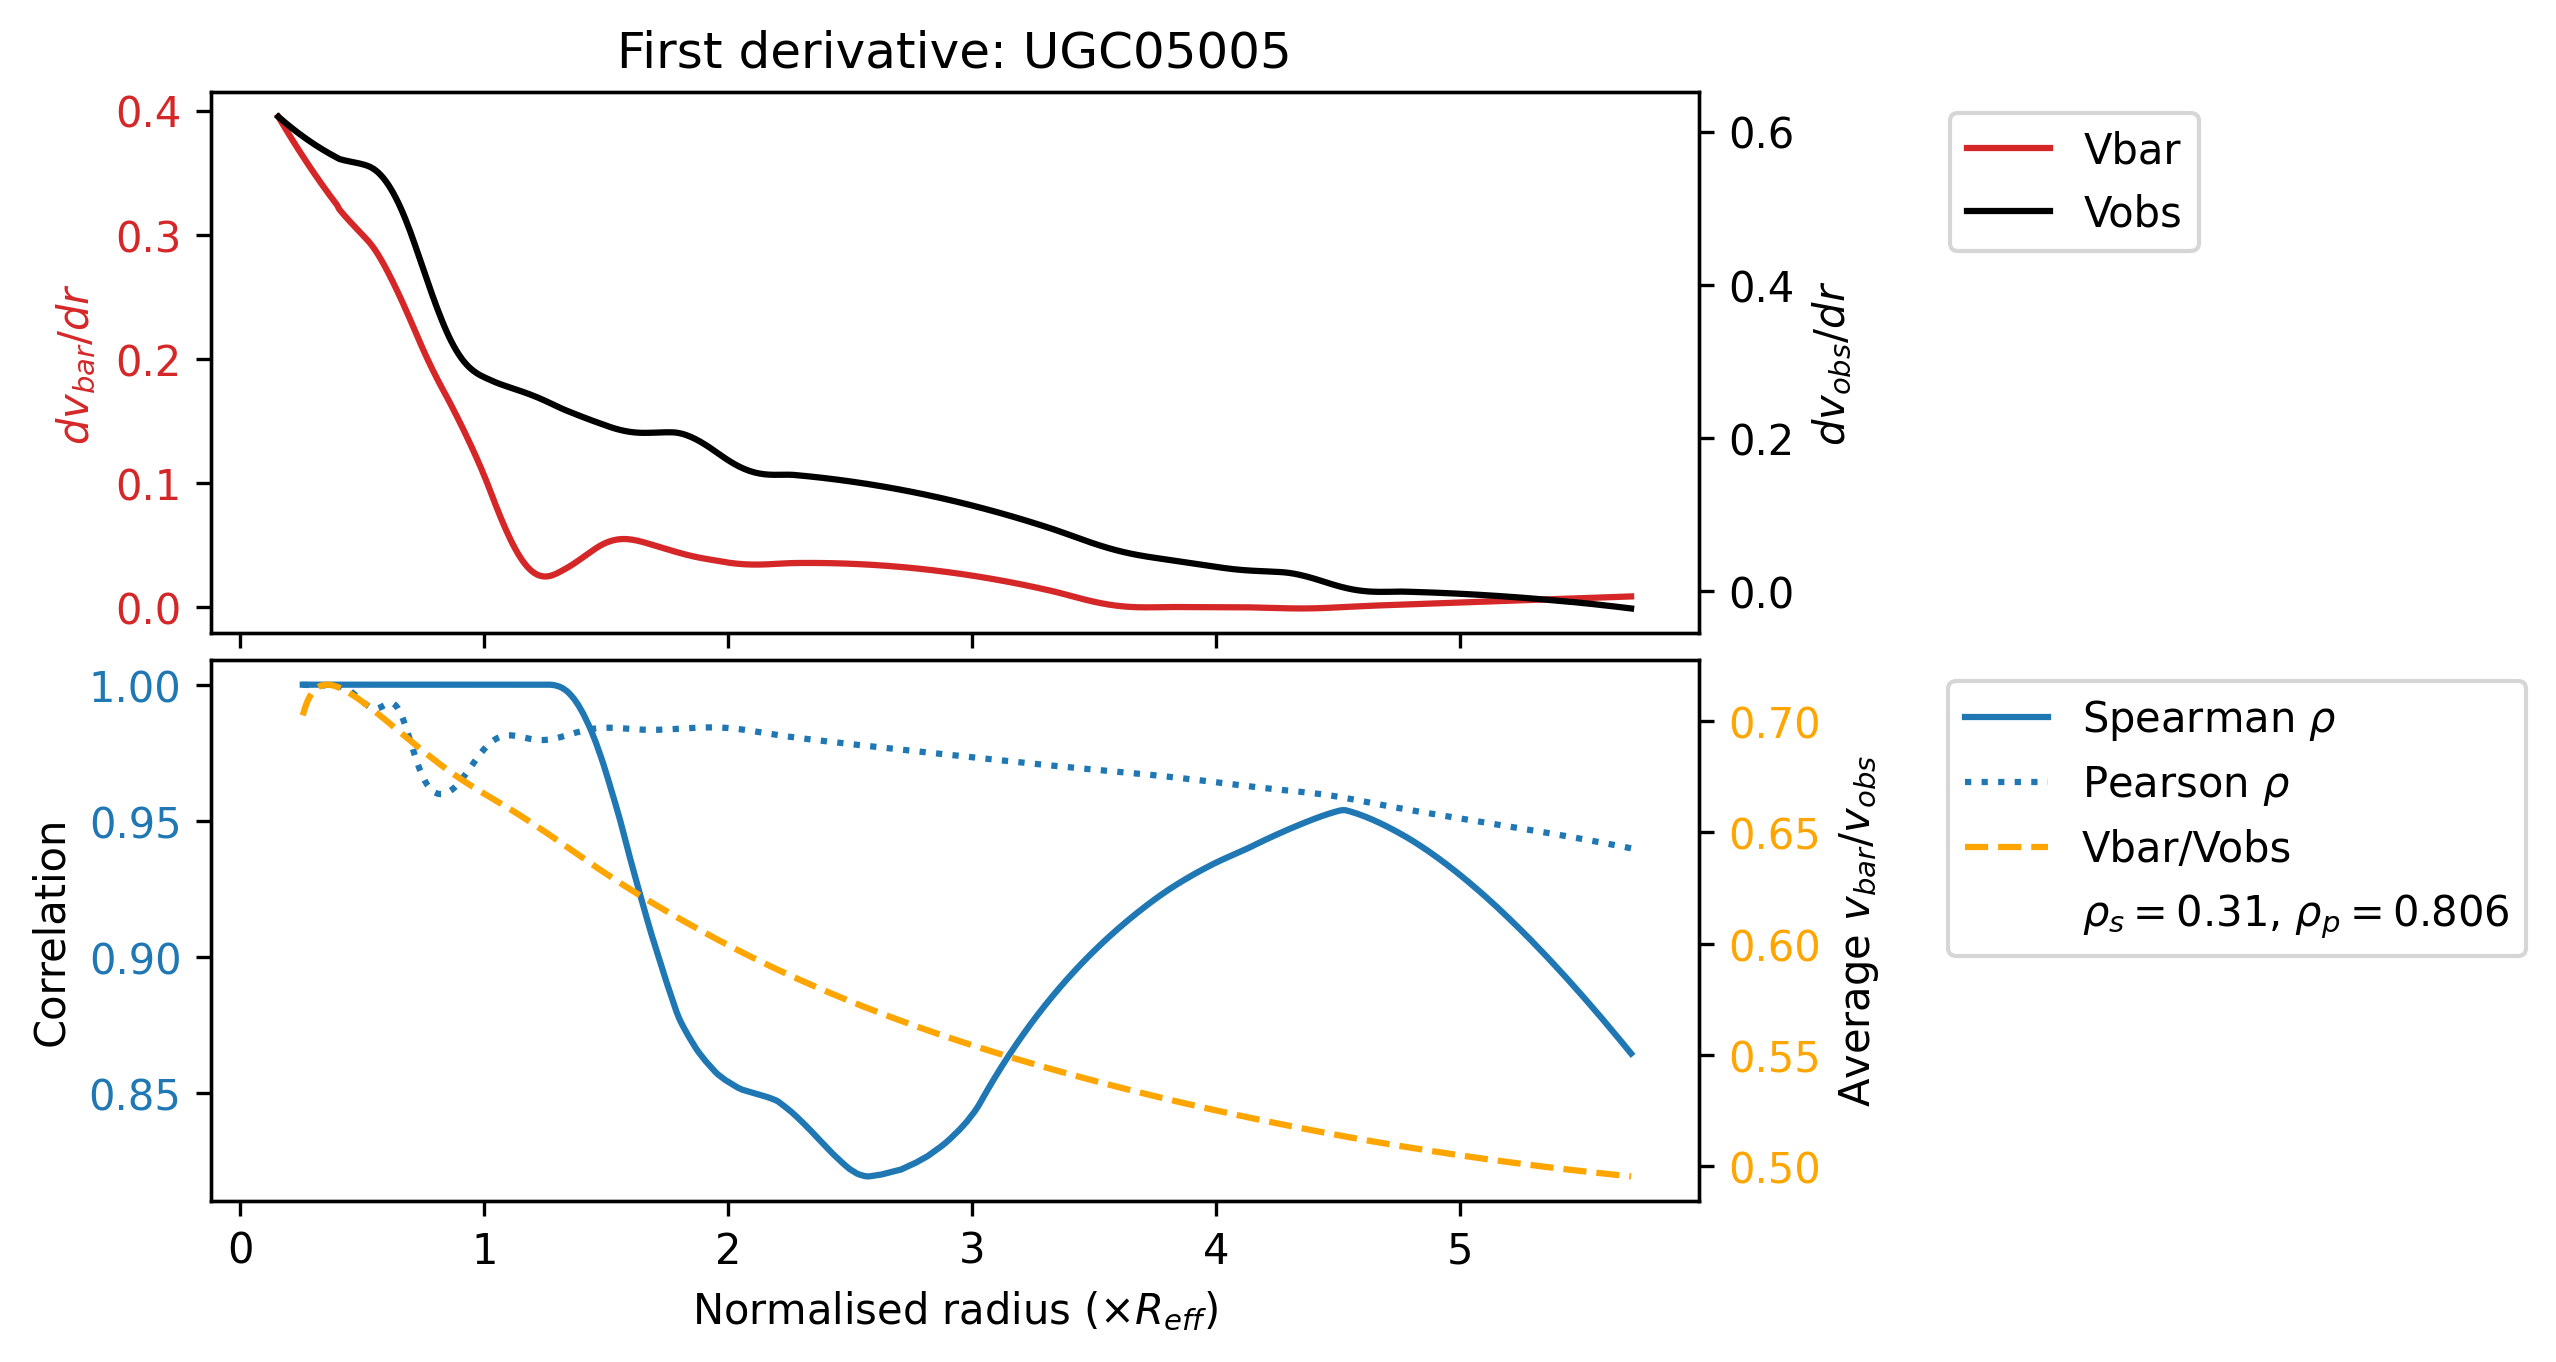 First derivative: UGC05005
0.4
0.3
0.2
0.1
0.0
dv_bar/dr
0.6
0.4
0.2
0.0
dv_obs/dr
Vbar
Vobs
1.00
0.95
0.90
0.85
Correlation
0.70
0.65
0.60
0.55
0.50
Average v_bar/v_obs
Spearman ρ
Pearson ρ
Vbar/Vobs
ρ_s = 0.31, ρ_p = 0.806
0 1 2 3 4 5
Normalised radius (×R_eff)